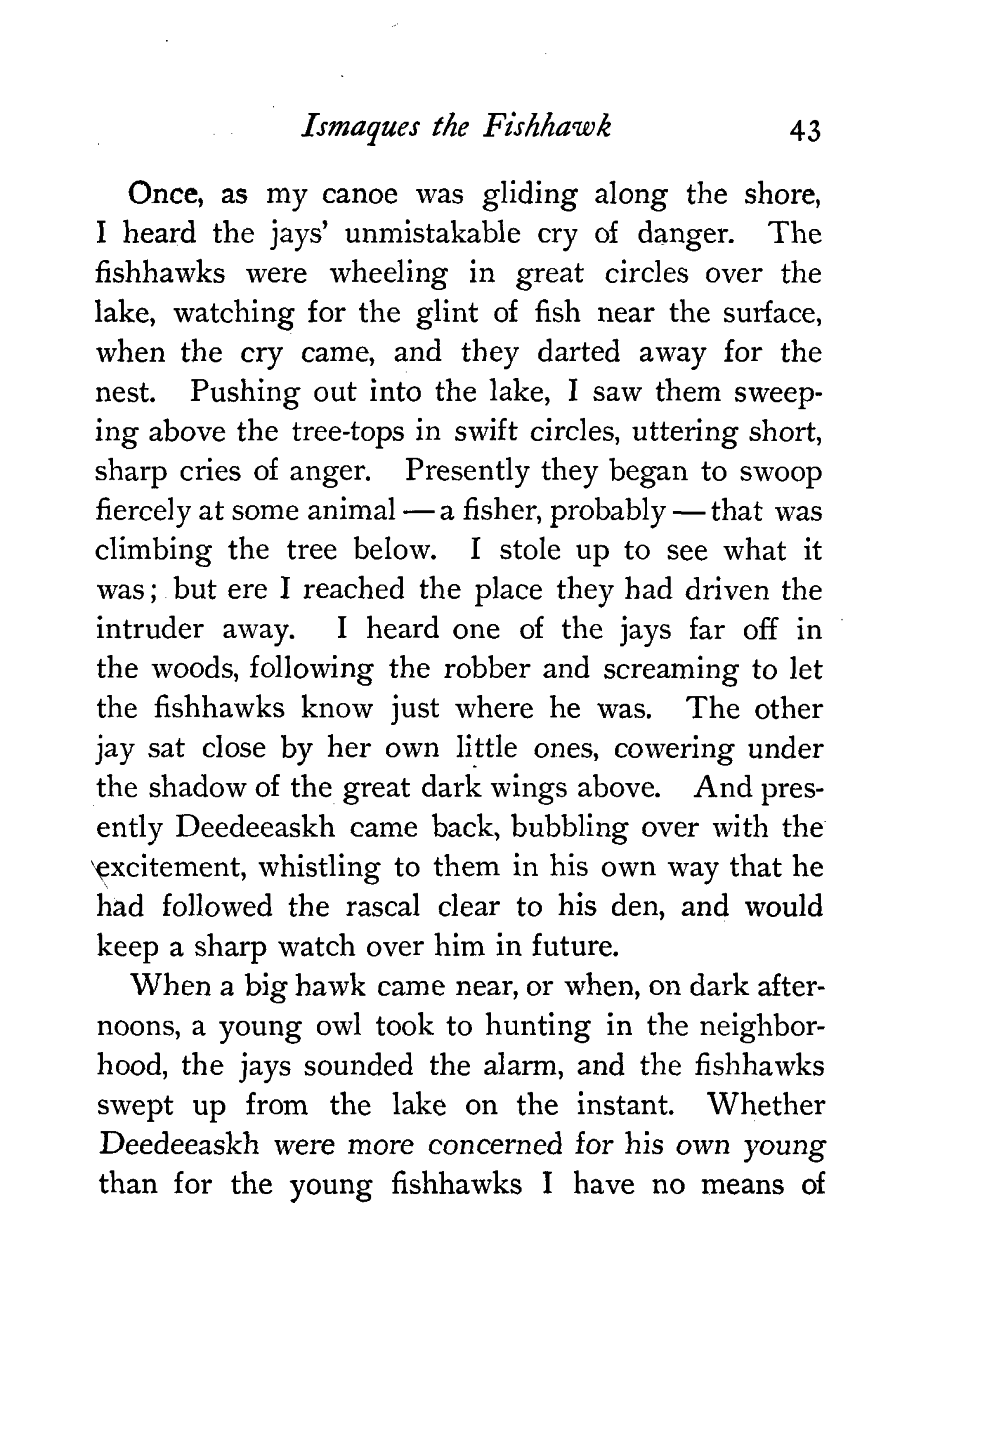 Ismaques the Fishhawk 43
Once, as my canoe was gliding along the shore,
I heard the jays' unmistakable cry of danger. The
fishhawks were wheeling in great circles over the
lake, watching for the glint of fish near the surface,
when the cry came, and they darted away for the
nest. Pushing out into the lake, I saw them sweep-
ing above the tree-tops in swift circles, uttering short,
sharp cries of anger. Presently they began to swoop
fiercely at some animal — a fisher, probably — that was
climbing the tree below. I stole up to see what it
was; but ere I reached the place they had driven the
intruder away. I heard one of the jays far off in
the woods, following the robber and screaming to let
the fishhawks know just where he was. The other
jay sat close by her own little ones, cowering under
the shadow of the great dark wings above. And pres-
ently Deedeeaskh came back, bubbling over with the
excitement, whistling to them in his own way that he
had followed the rascal clear to his den, and would
keep a sharp watch over him in future.
When a big hawk came near, or when, on dark after-
noons, a young owl took to hunting in the neighbor-
hood, the jays sounded the alarm, and the fishhawks
swept up from the lake on the instant. Whether
Deedeeaskh were more concerned for his own young
than for the young fishhawks I have no means of